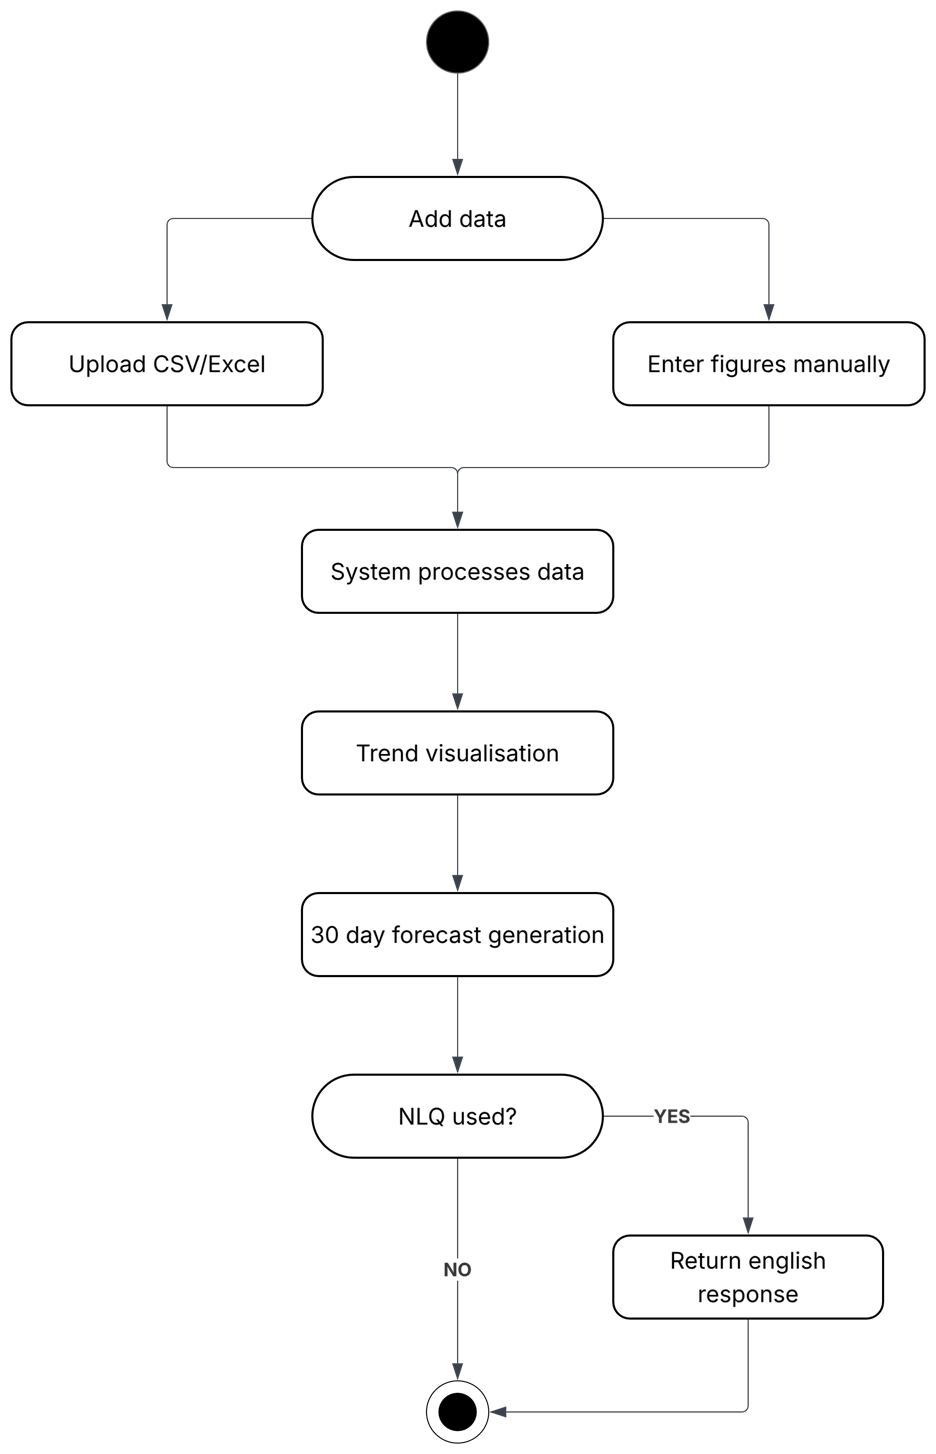 Add data
Upload CSV/Excel
Enter figures manually
System processes data
Trend visualisation
30 day forecast generation
NLQ used?
YES
Return english
response
NO